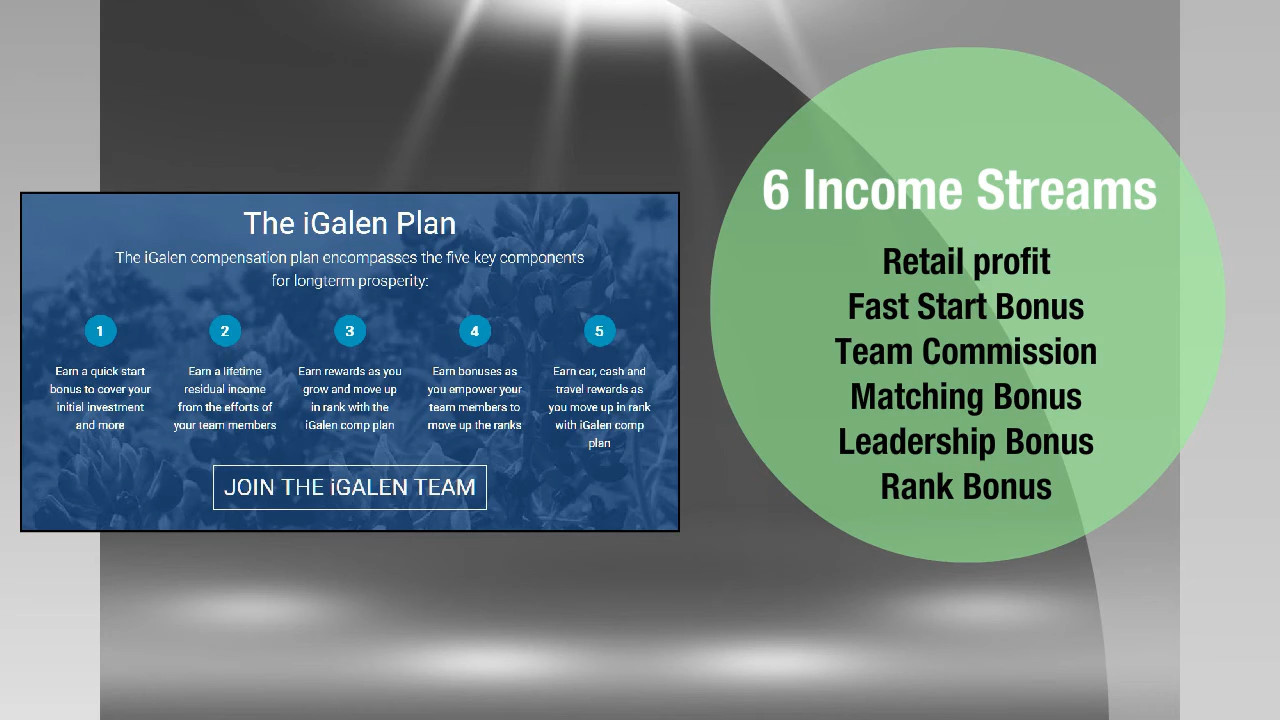 The iGalen Plan
The iGalen compensation plan encompasses the five key components
for longterm prosperity:
1
Earn a quick start
bonus to cover your
initial investment
and more
2
Earn a lifetime
residual income
from the efforts of
your team members
3
Earn rewards as you
grow and move up
in rank with the
iGalen comp plan
4
Earn bonuses as
you empower your
team members to
move up the ranks
5
Earn car, cash and
travel rewards as
you move up in rank
with iGalen comp
plan
JOIN THE iGALEN TEAM
6 Income Streams
Retail profit
Fast Start Bonus
Team Commission
Matching Bonus
Leadership Bonus
Rank Bonus